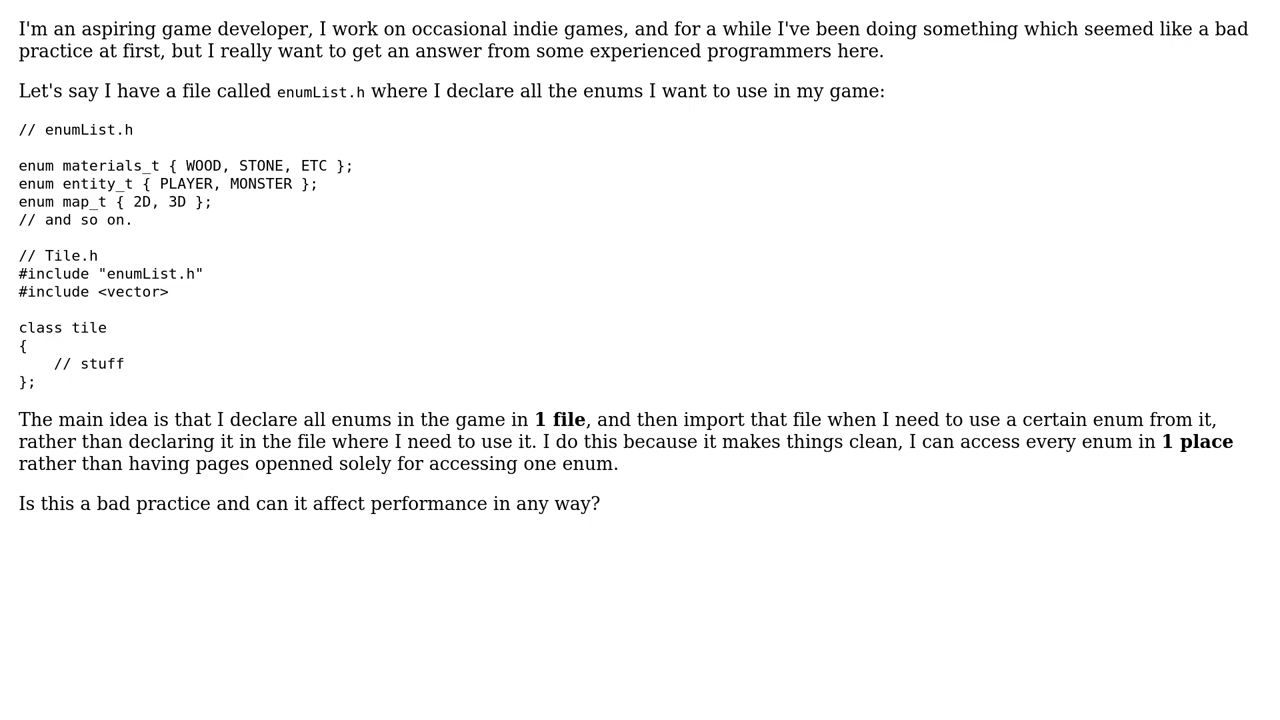 I'm an aspiring game developer, I work on occasional indie games, and for a while I've been doing something which seemed like a bad
practice at first, but I really want to get an answer from some experienced programmers here.
Let's say I have a file called enumList.h where I declare all the enums I want to use in my game:
// enumList.h
enum materials_t { WOOD, STONE, ETC };
enum entity_t { PLAYER, MONSTER };
enum map_t { 2D, 3D };
// and so on.
// Tile.h
#include "enumList.h"
#include <vector>
class tile
{
    // stuff
};
The main idea is that I declare all enums in the game in 1 file, and then import that file when I need to use a certain enum from it,
rather than declaring it in the file where I need to use it. I do this because it makes things clean, I can access every enum in 1 place
rather than having pages openned solely for accessing one enum.
Is this a bad practice and can it affect performance in any way?